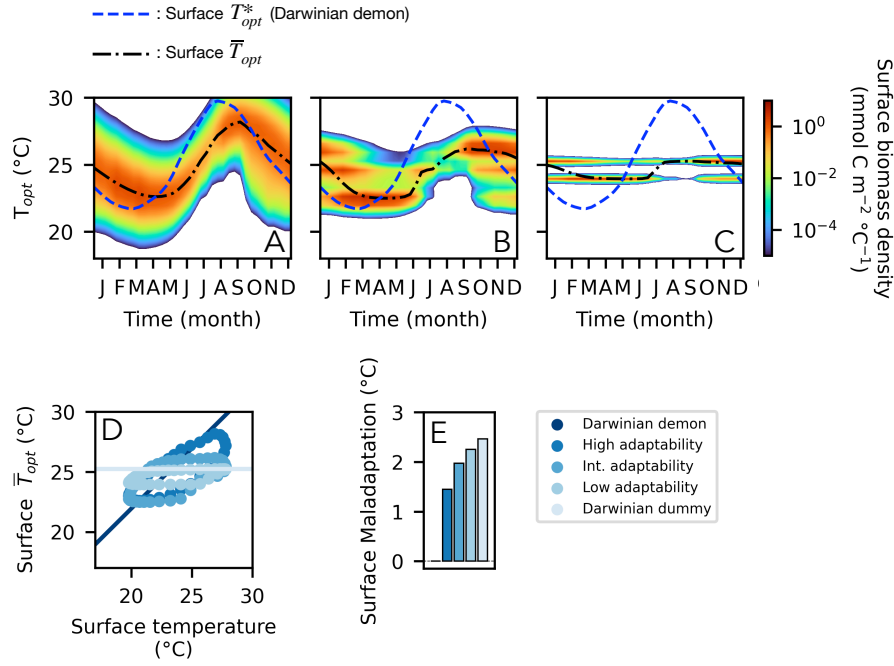 : Surface T*opt (Darwinian demon)
: Surface T̅opt
30
25
20
Topt (°C)
A
J F M A M J J A S O N D
Time (month)
B
J F M A M J J A S O N D
Time (month)
C
J F M A M J J A S O N D
Time (month)
10⁰
10⁻²
10⁻⁴
Surface biomass density
(mmol C m⁻² °C⁻¹)
30
25
20
Surface T̅opt (°C)
D
20 25 30
Surface temperature
(°C)
3
2
1
0
Surface Maladaptation (°C)
E
Darwinian demon
High adaptability
Int. adaptability
Low adaptability
Darwinian dummy